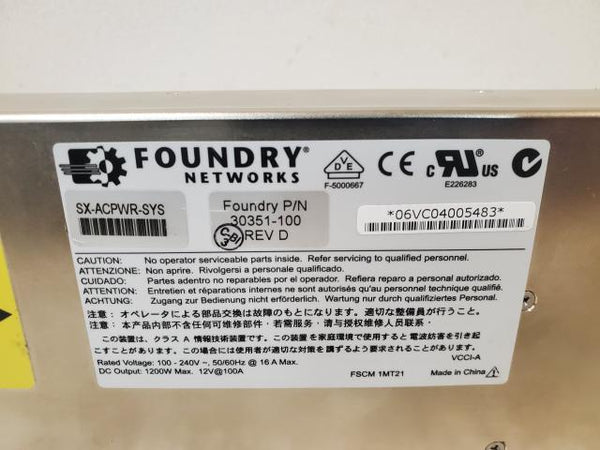 FOUNDRY®
NETWORKS
D V E
F-5000667
CE
c RU® US
E226283
N
SX-ACPWR-SYS
Foundry P/N
30351-100
REV D
CBI
3
*06VC04005483*
CAUTION: No operator serviceable parts inside. Refer servicing to qualified personnel.
ATTENZIONE: Non aprire. Rivolgersi a personale qualificado.
CUIDADO: Partes adentro no reparables por el operador. Refiera reparo a personal autorizado.
ATTENTION: Réparations et entretiens internes ne sont autorisés qu'au personnel technique qualifié.
ACHTUNG: Zugang zur Bedienung nicht erforderlich. Wartung nur durch qualifiziertes Personal.
注意：オペレータによる部品交換は故障のもとになります。適切な整備員が行うこと。
注意：本产品内部不含任何可维修部件，若需服务，请与授权维修人员联系。
この装置は、クラスＡ情報技術装置です。この装置を家庭環境で使用すると電波妨害を引き起
こすことがあります。この場合には使用者が適切な対策を講ずるよう要求されることがあります。
VCCI-A
Rated Voltage: 100 - 240V ~, 50/60Hz @ 16 A Max.
DC Output: 1200W Max. 12V@100A
FSCM 1MT21
Made in China